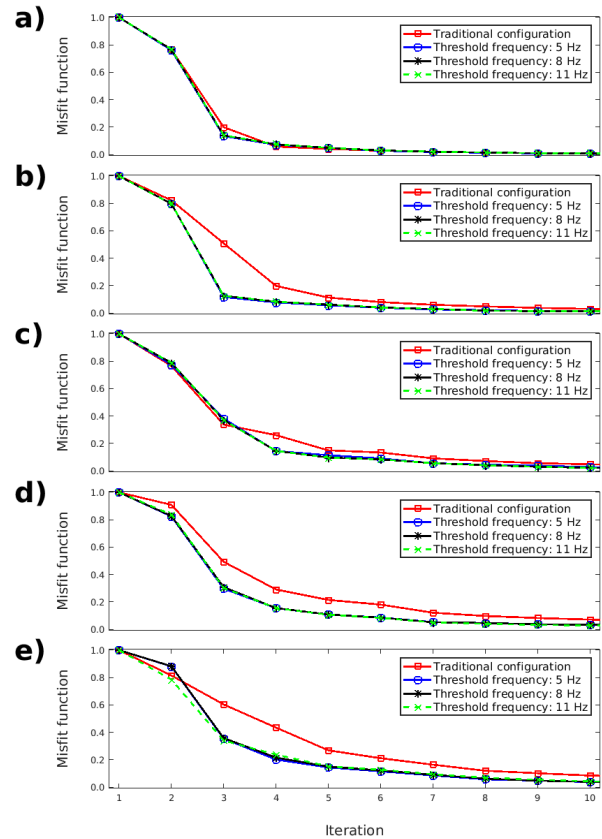 a)
Misfit function
1.0
0.8
0.6
0.4
0.2
0.0
Traditional configuration
Threshold frequency: 5 Hz
Threshold frequency: 8 Hz
Threshold frequency: 11 Hz
b)
Misfit function
1.0
0.8
0.6
0.4
0.2
0.0
Traditional configuration
Threshold frequency: 5 Hz
Threshold frequency: 8 Hz
Threshold frequency: 11 Hz
c)
Misfit function
1.0
0.8
0.6
0.4
0.2
0.0
Traditional configuration
Threshold frequency: 5 Hz
Threshold frequency: 8 Hz
Threshold frequency: 11 Hz
d)
Misfit function
1.0
0.8
0.6
0.4
0.2
0.0
Traditional configuration
Threshold frequency: 5 Hz
Threshold frequency: 8 Hz
Threshold frequency: 11 Hz
e)
Misfit function
1.0
0.8
0.6
0.4
0.2
0.0
Traditional configuration
Threshold frequency: 5 Hz
Threshold frequency: 8 Hz
Threshold frequency: 11 Hz
1 2 3 4 5 6 7 8 9 10
Iteration